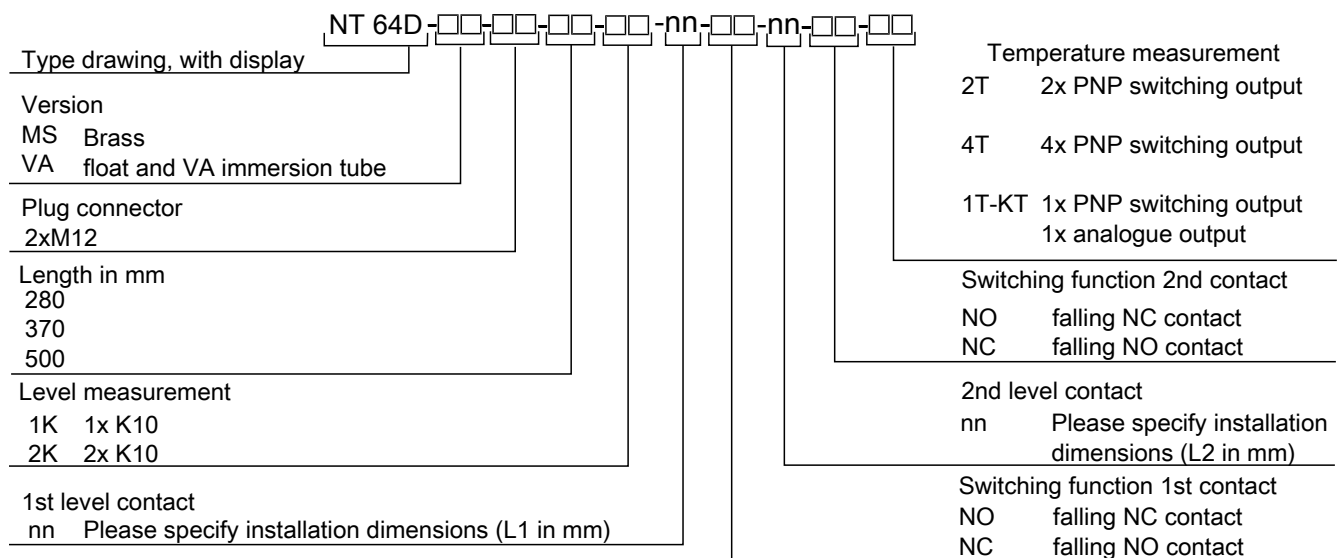 NT 64D-□□-□□-□□-□□-nn-□□-nn-□□-□□
Type drawing, with display
Version
MS Brass
VA float and VA immersion tube
Plug connector
2xM12
Length in mm
280
370
500
Level measurement
1K 1x K10
2K 2x K10
1st level contact
nn Please specify installation dimensions (L1 in mm)
Temperature measurement
2T 2x PNP switching output
4T 4x PNP switching output
1T-KT 1x PNP switching output
1x analogue output
Switching function 2nd contact
NO falling NC contact
NC falling NO contact
2nd level contact
nn Please specify installation
dimensions (L2 in mm)
Switching function 1st contact
NO falling NC contact
NC falling NO contact